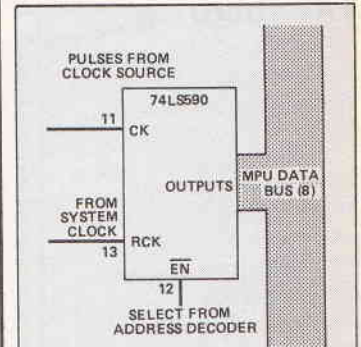 PULSES FROM
CLOCK SOURCE
74LS590
11
CK
OUTPUTS
MPU DATA
BUS (8)
FROM
SYSTEM
CLOCK
13
RCK
EN
12
SELECT FROM
ADDRESS DECODER